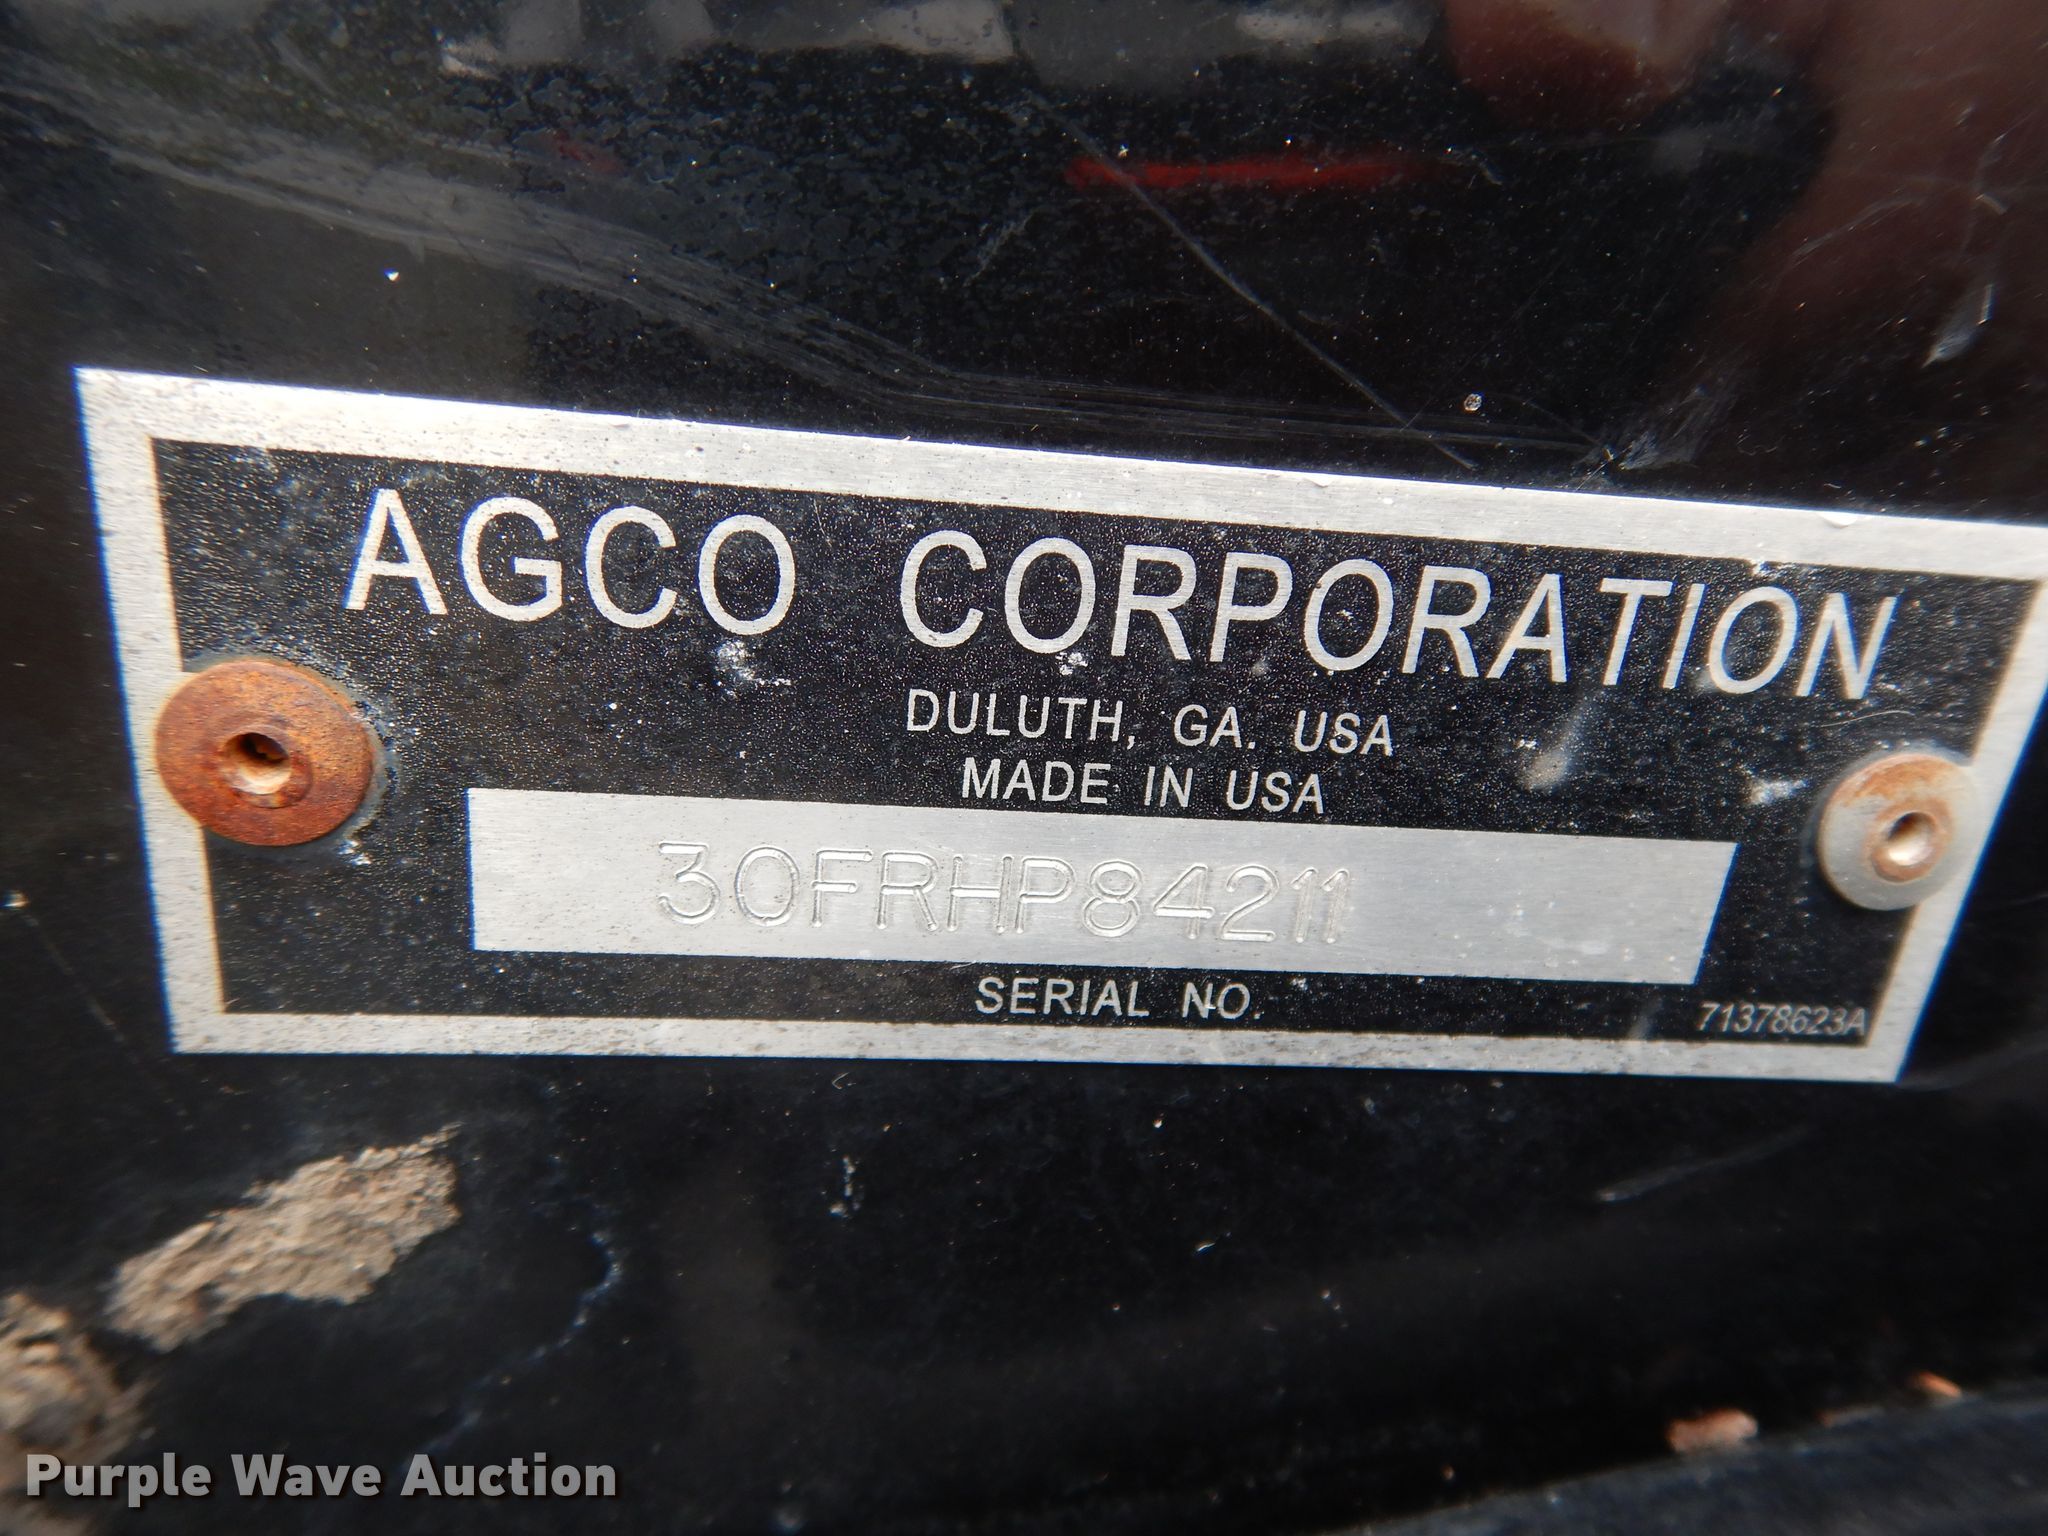 AGCO CORPORATION
DULUTH, GA. USA
MADE IN USA
30FRHP84211
SERIAL NO.
71378623A
Purple Wave Auction